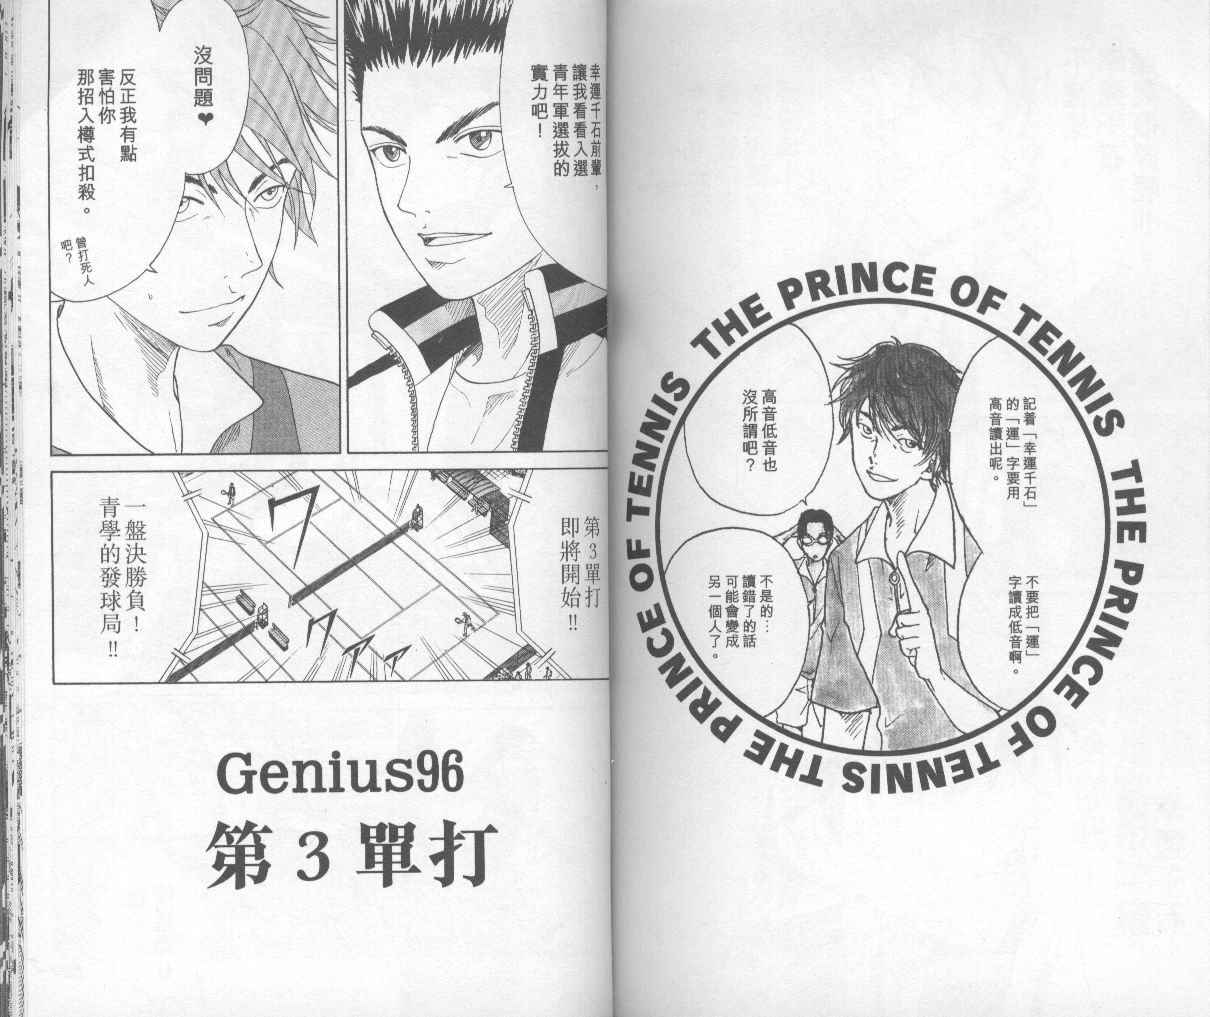 THE PRINCE OF TENNIS THE PRINCE OF TENNIS THE PRINCE OF TENNIS
記着「幸運千石」
的「運」字要用
高音讀出呢。
不要把「運」
字讀成低音啊。
高音低音也
沒所謂吧？
不是的…
讀錯了的話
可能會變成
另一個人了。
幸運千石前輩，
讓我看看入選
青年軍選拔的
實力吧！
沒問題♥
反正我有點
害怕你
那招入樽式扣殺。
曾打死人
吧？
第3單打
即將開始!!
一盤決勝負！
青學的發球局!!
Genius96
第3單打